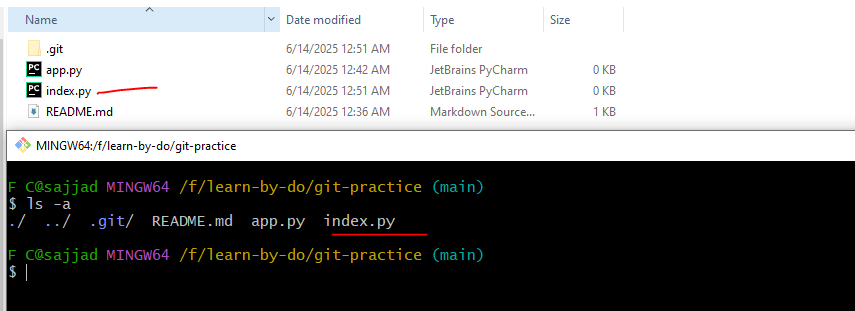 Name Date modified Type Size
.git 6/14/2025 12:51 AM File folder
PC app.py 6/14/2025 12:42 AM JetBrains PyCharm 0 KB
PC index.py 6/14/2025 12:51 AM JetBrains PyCharm 0 KB
README.md 6/14/2025 12:36 AM Markdown Source... 1 KB
MINGW64:/f/learn-by-do/git-practice
F C@sajjad MINGW64 /f/learn-by-do/git-practice (main)
$ ls -a
./ ../ .git/ README.md app.py index.py
F C@sajjad MINGW64 /f/learn-by-do/git-practice (main)
$